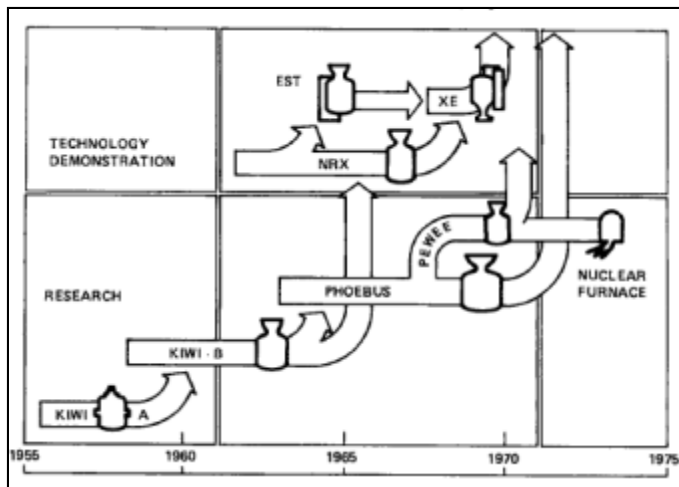 EST
XE
TECHNOLOGY
DEMONSTRATION
NRX
PEWEE
RESEARCH
PHOEBUS
NUCLEAR
FURNACE
KIWI - B
KIWI A
1955 1960 1965 1970 1975